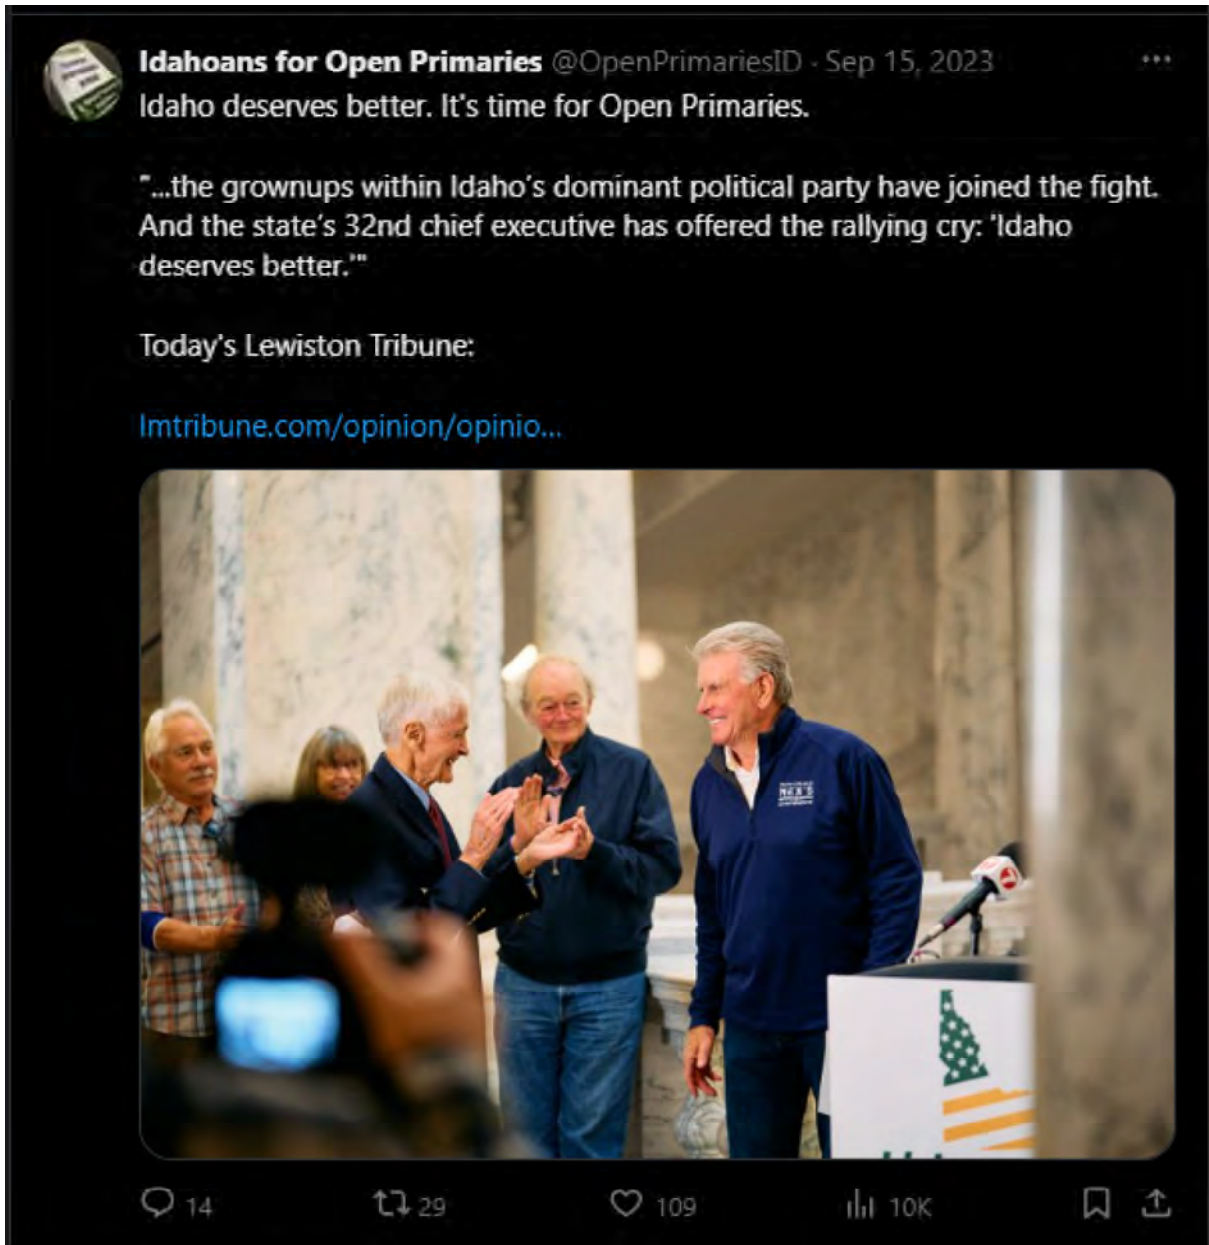 Idahoans for Open Primaries @OpenPrimariesID · Sep 15, 2023
Idaho deserves better. It's time for Open Primaries.
"...the grownups within Idaho's dominant political party have joined the fight.
And the state's 32nd chief executive has offered the rallying cry: 'Idaho
deserves better.'"
Today's Lewiston Tribune:
lmtribune.com/opinion/opinio...
14 29 109 10K